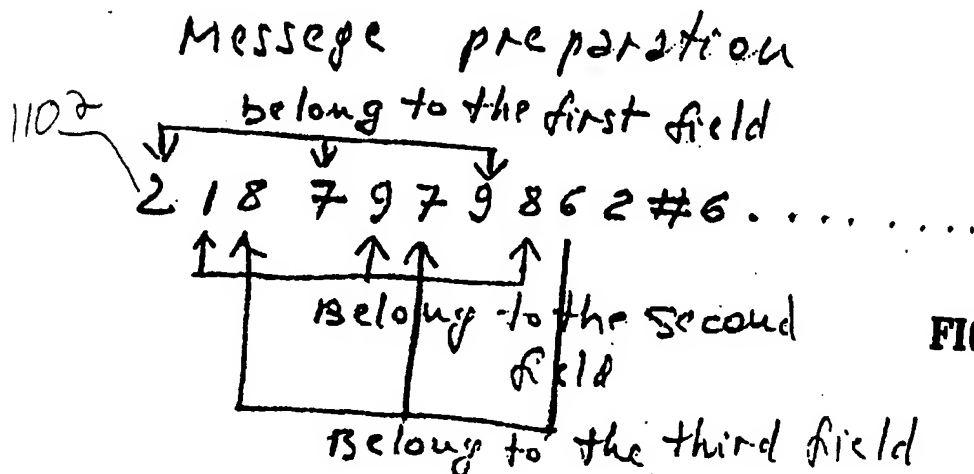 Messege preparation
Belong to the first field
1102
2 1 8 7 9 7 9 8 6 2 # 6 . . . . . . . .
Belong to the second field
FIG
Belong to the third field